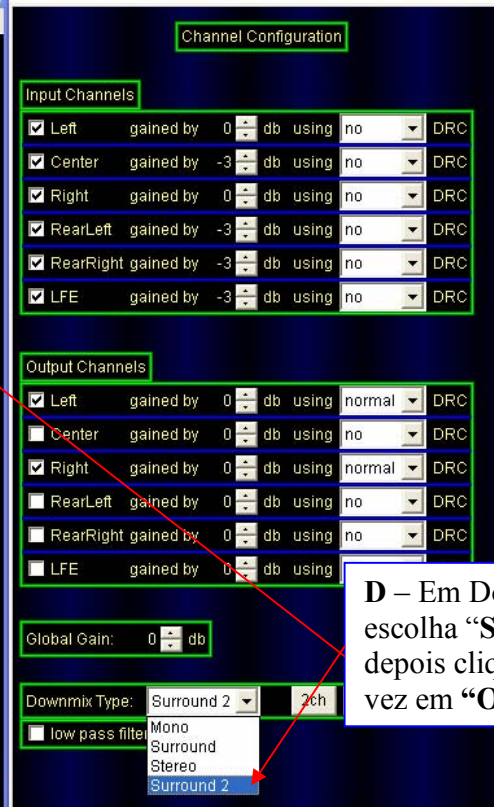 Channel Configuration
Input Channels
Left gained by 0 db using no DRC
Center gained by -3 db using no DRC
Right gained by 0 db using no DRC
RearLeft gained by -3 db using no DRC
RearRight gained by -3 db using no DRC
LFE gained by -3 db using no DRC
Output Channels
Left gained by 0 db using normal DRC
Center gained by 0 db using no DRC
Right gained by 0 db using normal DRC
RearLeft gained by 0 db using no DRC
RearRight gained by 0 db using no DRC
LFE gained by 0 db using DRC
Global Gain: 0 db
Downmix Type: Surround 2 2ch
low pass filter
Mono
Surround
Stereo
Surround 2
D – Em
escolha “S
depois
vez em “O